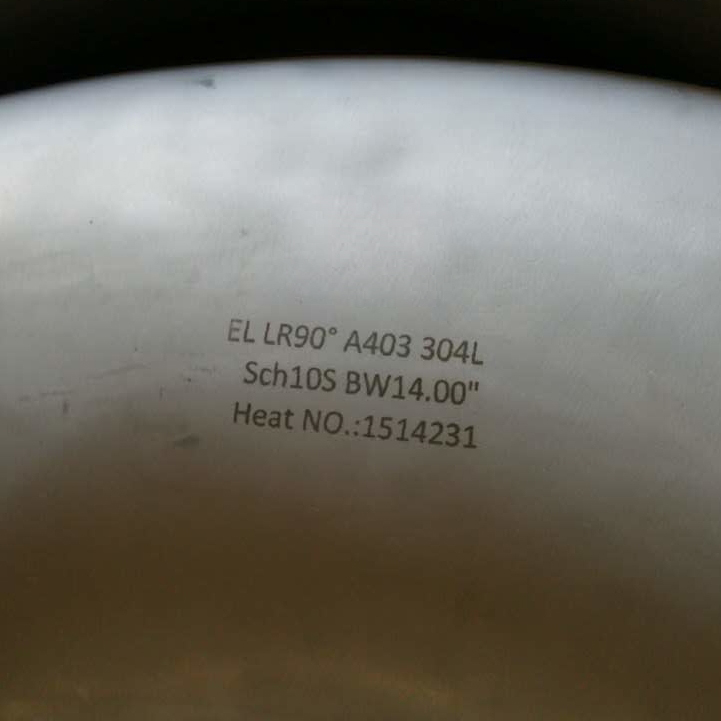 EL LR90° A403 304L
Sch10S BW14.00"
Heat NO.:1514231